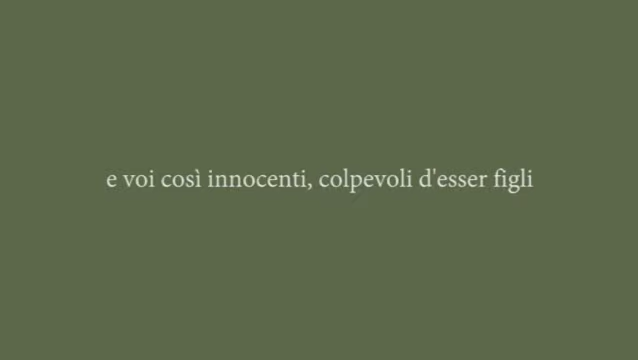 e voi così innocenti, colpevoli d'esser figli